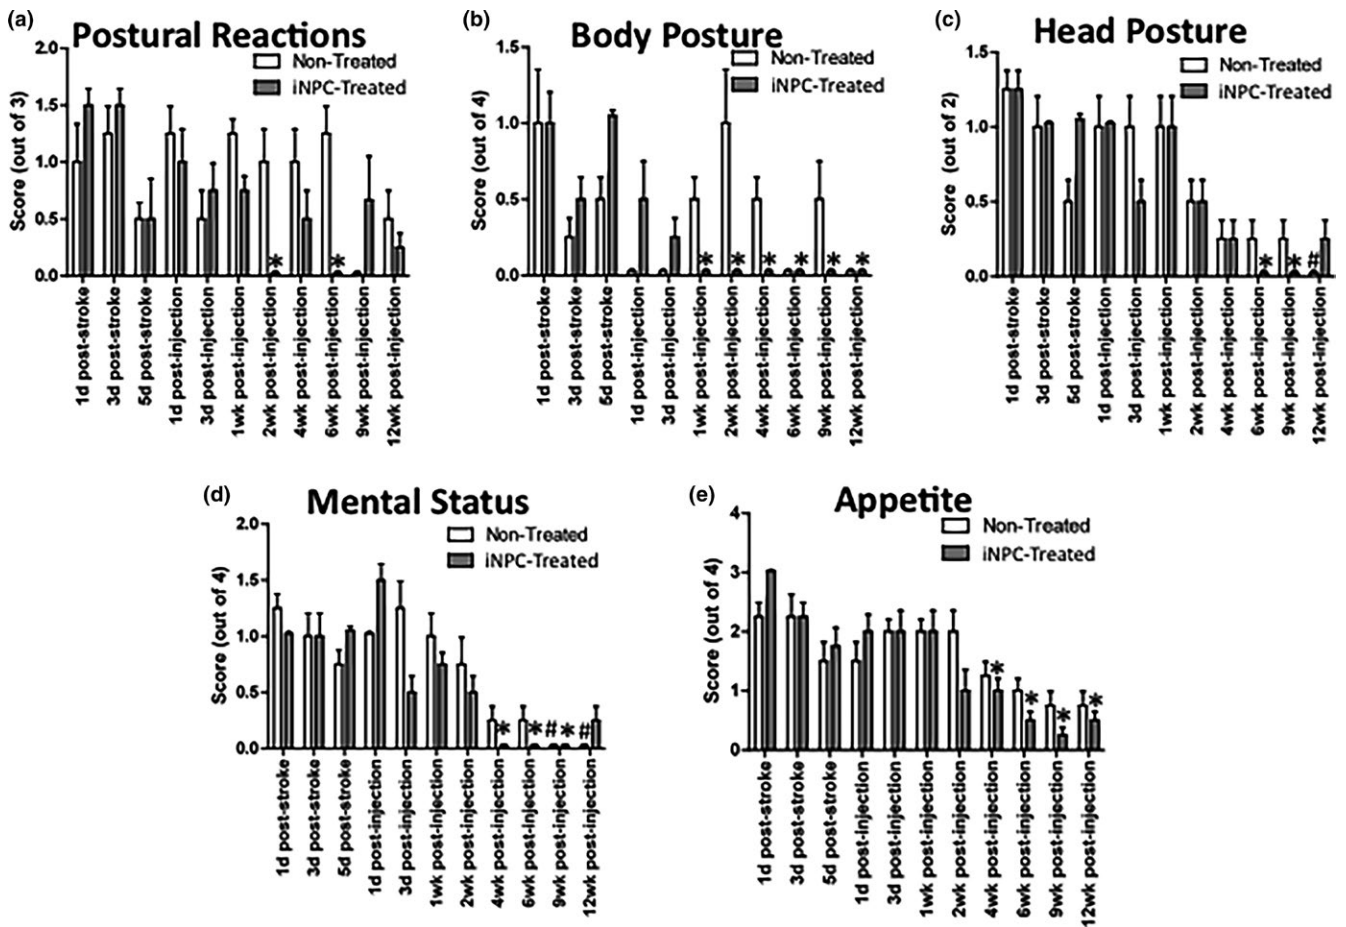 (a) Postural Reactions
Non-Treated
iNPC-Treated
Score (out of 3)
2.0
1.5
1.0
0.5
0.0
* *
1d post-stroke
3d post-stroke
5d post-stroke
1d post-injection
3d post-injection
1wk post-injection
2wk post-injection
4wk post-injection
6wk post-injection
9wk post-injection
12wk post-injection
(b) Body Posture
Non-Treated
iNPC-Treated
Score (out of 4)
1.5
1.0
0.5
0.0
* * * * * *
1d post-stroke
3d post-stroke
5d post-stroke
1d post-injection
3d post-injection
1wk post-injection
2wk post-injection
4wk post-injection
6wk post-injection
9wk post-injection
12wk post-injection
(c) Head Posture
Non-Treated
iNPC-Treated
Score (out of 2)
1.5
1.0
0.5
0.0
* * #
1d post-stroke
3d post-stroke
5d post-stroke
1d post-injection
3d post-injection
1wk post-injection
2wk post-injection
4wk post-injection
6wk post-injection
9wk post-injection
12wk post-injection
(d) Mental Status
Non-Treated
iNPC-Treated
Score (out of 4)
2.0
1.5
1.0
0.5
0.0
* * # * #
1d post-stroke
3d post-stroke
5d post-stroke
1d post-injection
3d post-injection
1wk post-injection
2wk post-injection
4wk post-injection
6wk post-injection
9wk post-injection
12wk post-injection
(e) Appetite
Non-Treated
iNPC-Treated
Score (out of 4)
4
3
2
1
0
* * * *
1d post-stroke
3d post-stroke
5d post-stroke
1d post-injection
3d post-injection
1wk post-injection
2wk post-injection
4wk post-injection
6wk post-injection
9wk post-injection
12wk post-injection